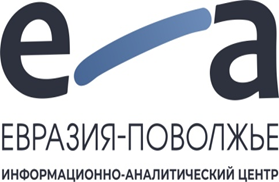 е а
ЕВРАЗИЯ-ПОВОЛЖЬЕ
ИНФОРМАЦИОННО-АНАЛИТИЧЕСКИЙ ЦЕНТР